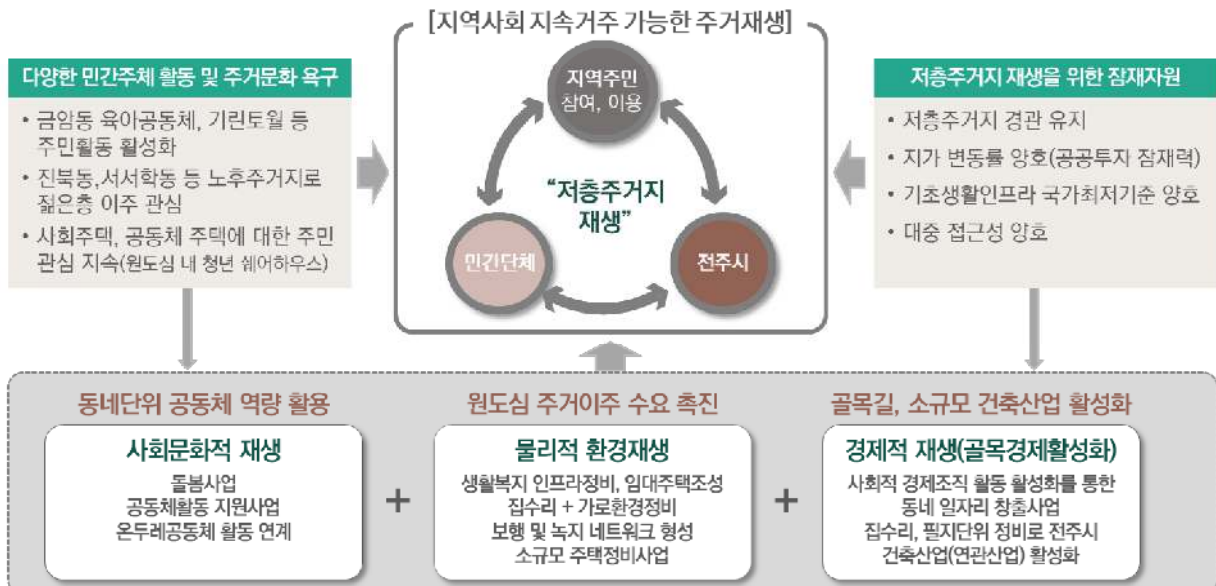 [지역사회 지속거주 가능한 주거재생]
다양한 민간주체 활동 및 주거문화 욕구
• 금암동 육아공동체, 기린토월 등
주민활동 활성화
• 진북동,서서학동 등 노후주거지로
젊은층 이주 관심
• 사회주택, 공동체 주택에 대한 주민
관심 지속(원도심 내 청년 쉐어하우스)
지역주민
참여, 이용
“저층주거지
재생”
민간단체
전주시
저층주거지 재생을 위한 잠재자원
• 저층주거지 경관 유지
• 지가 변동률 양호(공공투자 잠재력)
• 기초생활인프라 국가최저기준 양호
• 대중 접근성 양호
동네단위 공동체 역량 활용
사회문화적 재생
돌봄사업
공동체활동 지원사업
온두레공동체 활동 연계
+
원도심 주거이주 수요 촉진
물리적 환경재생
생활복지 인프라정비, 임대주택조성
집수리 + 가로환경정비
보행 및 녹지 네트워크 형성
소규모 주택정비사업
+
골목길, 소규모 건축산업 활성화
경제적 재생(골목경제활성화)
사회적 경제조직 활동 활성화를 통한
동네 일자리 창출사업
집수리, 필지단위 정비로 전주시
건축산업(연관산업) 활성화